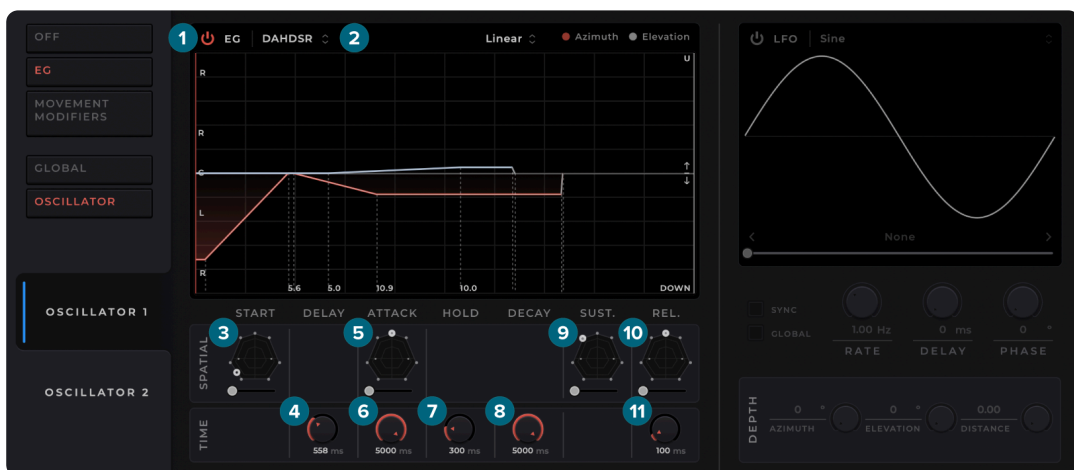 OFF
EG
MOVEMENT
MODIFIERS
GLOBAL
OSCILLATOR
OSCILLATOR 1
OSCILLATOR 2
1 EG DAHDSR 2 Linear Azimuth Elevation
U
R
R
C
L
R
5.6 5.0 10.9 10.0 DOWN
START DELAY ATTACK HOLD DECAY SUST. REL.
3 5 9 10
SPATIAL
4 6 7 8 11
TIME
558 ms 5000 ms 300 ms 5000 ms 100 ms
LFO Sine
None
SYNC
GLOBAL
1.00 Hz 0 ms 0 °
RATE DELAY PHASE
DEPTH
0 ° 0 ° 0.00
AZIMUTH ELEVATION DISTANCE